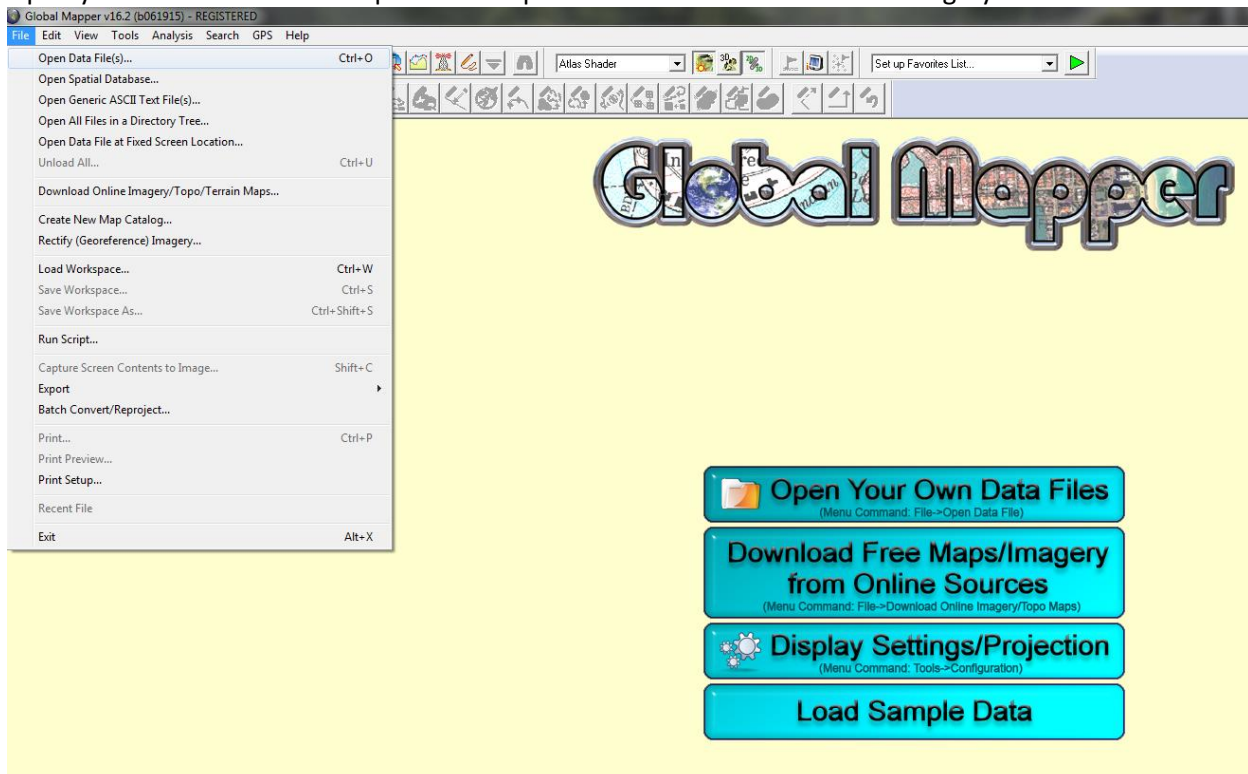 Global Mapper v16.2 (b061915) - REGISTERED
File Edit View Tools Analysis Search GPS Help
Open Data File(s)... Ctrl+O
Open Spatial Database...
Open Generic ASCII Text File(s)...
Open All Files in a Directory Tree...
Open Data File at Fixed Screen Location...
Unload All... Ctrl+U
Download Online Imagery/Topo/Terrain Maps...
Create New Map Catalog...
Rectify (Georeference) Imagery...
Load Workspace... Ctrl+W
Save Workspace... Ctrl+S
Save Workspace As... Ctrl+Shift+S
Run Script...
Capture Screen Contents to Image... Shift+C
Export
Batch Convert/Reproject...
Print... Ctrl+P
Print Preview...
Print Setup...
Recent File
Exit Alt+X
Atlas Shader
Set up Favorites List...
Global Mapper
Open Your Own Data Files
(Menu Command: File->Open Data File)
Download Free Maps/Imagery
from Online Sources
(Menu Command: File->Download Online Imagery/Topo Maps)
Display Settings/Projection
(Menu Command: Tools->Configuration)
Load Sample Data